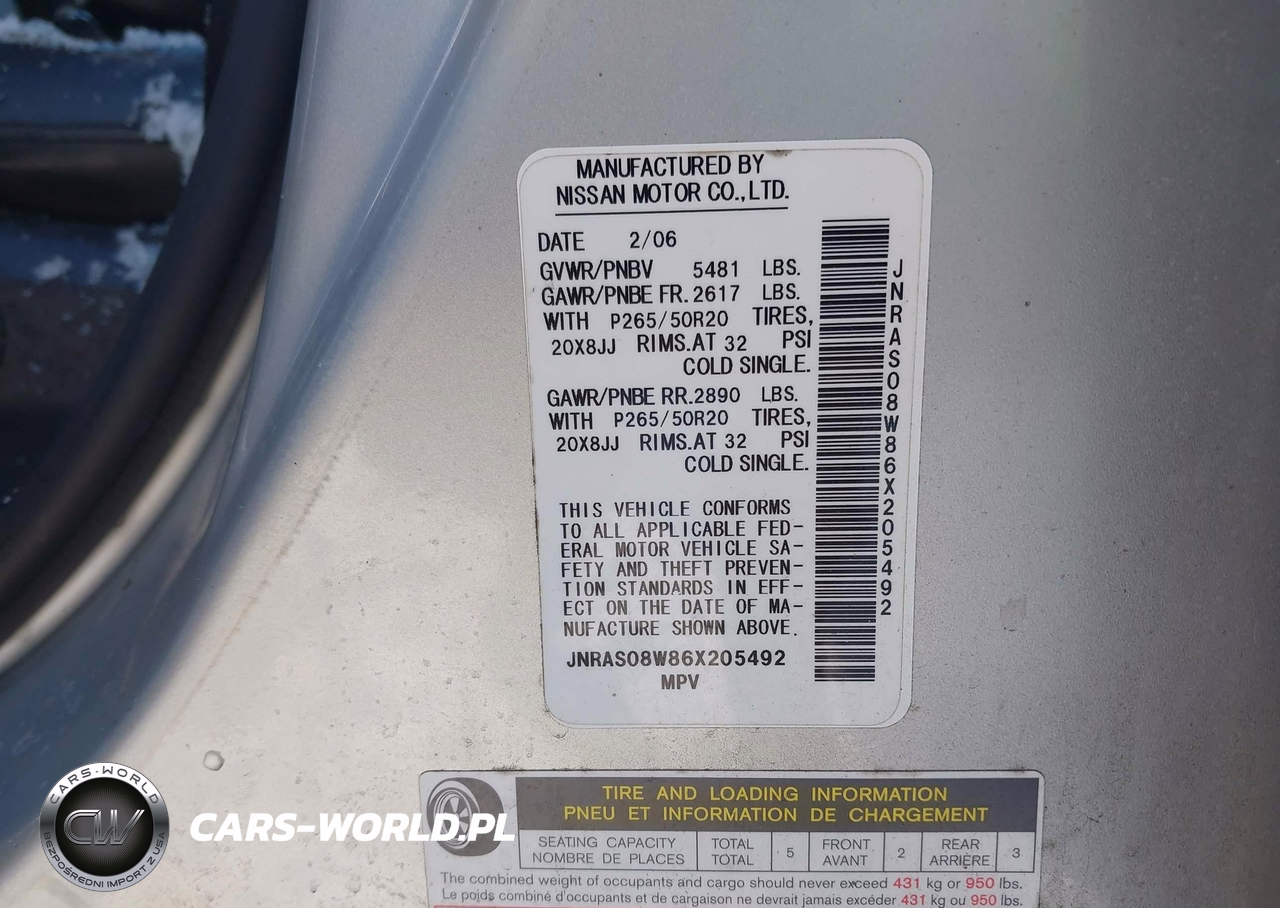 MANUFACTURED BY
NISSAN MOTOR CO., LTD.
DATE 2/06
GVWR/PNBV 5481 LBS.
GAWR/PNBE FR. 2617 LBS.
WITH P265/50R20 TIRES,
20X8JJ RIMS.AT 32 PSI
COLD SINGLE.
GAWR/PNBE RR. 2890 LBS.
WITH P265/50R20 TIRES,
20X8JJ RIMS.AT 32 PSI
COLD SINGLE.
THIS VEHICLE CONFORMS
TO ALL APPLICABLE FED-
ERAL MOTOR VEHICLE SA-
FETY AND THEFT PREVEN-
TION STANDARDS IN EFF-
ECT ON THE DATE OF MA-
NUFACTURE SHOWN ABOVE.
JNRAS08W86X205492
MPV
JNRAS08W86X205492
TIRE AND LOADING INFORMATION
PNEU ET INFORMATION DE CHARGEMENT
SEATING CAPACITY TOTAL 5 FRONT 2 REAR 3
NOMBRE DE PLACES TOTAL AVANT ARRIÈRE
The combined weight of occupants and cargo should never exceed 431 kg or 950 lbs.
Le poids combiné d'occupants et de cargaison ne devrait jamais excéder 431 kg ou 950 lbs.
CARS-WORLD
CW
BEZPOŚREDNI IMPORT Z USA
CARS-WORLD.PL